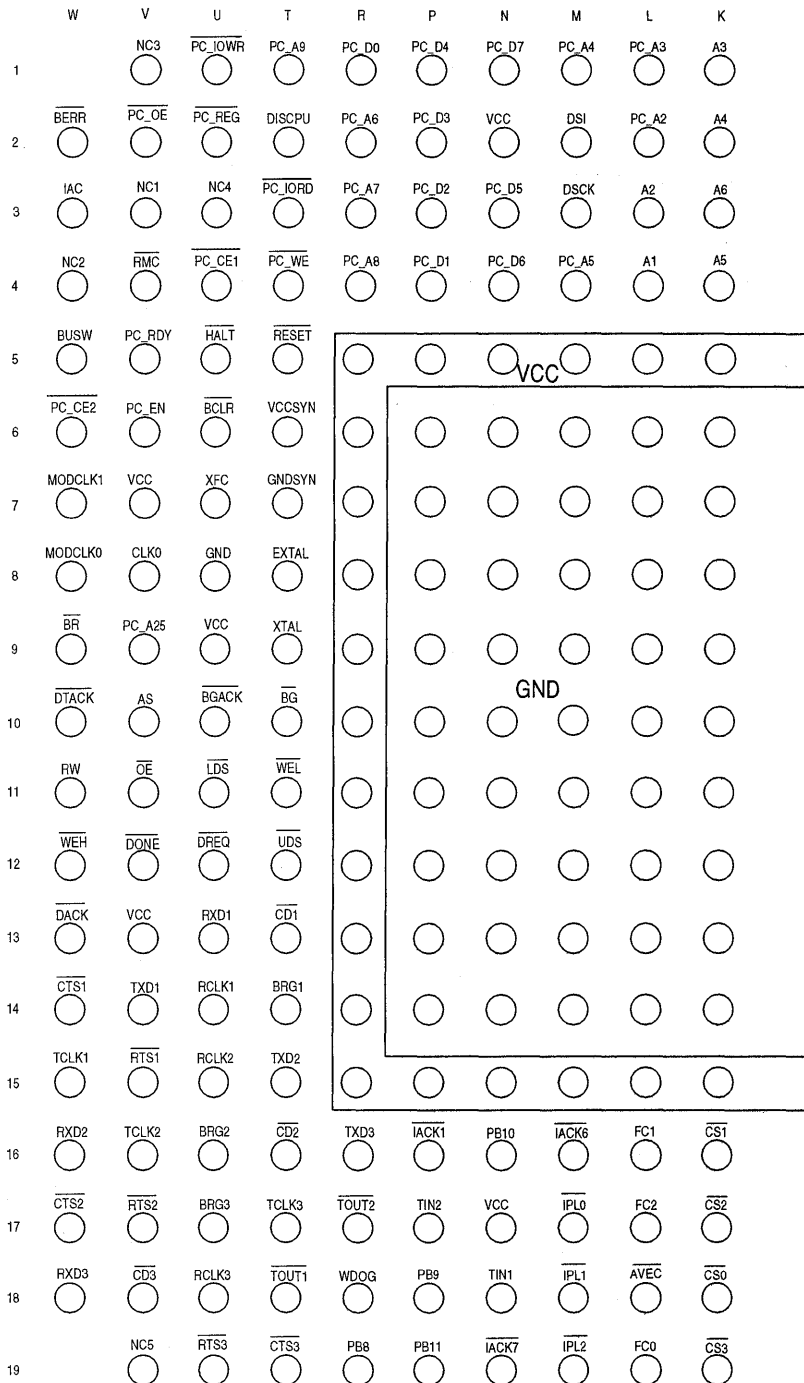 W V U T R P N M L K
NC3 PC_IOWR PC_A9 PC_D0 PC_D4 PC_D7 PC_A4 PC_A3 A3
1
BERR PC_OE PC_REG DISCPU PC_A6 PC_D3 VCC DSI PC_A2 A4
2
IAC NC1 NC4 PC_IORD PC_A7 PC_D2 PC_D5 DSCK A2 A6
3
NC2 RMC PC_CE1 PC_WE PC_A8 PC_D1 PC_D6 PC_A5 A1 A5
4
BUSW PC_RDY HALT RESET
5
VCC
PC_CE2 PC_EN BCLR VCCSYN
6
MODCLK1 VCC XFC GNDSYN
7
MODCLK0 CLK0 GND EXTAL
8
BR PC_A25 VCC XTAL
9
GND
DTACK AS BGACK BG
10
RW OE LDS WEL
11
WEH DONE DREQ UDS
12
DACK VCC RXD1 CD1
13
CTS1 TXD1 RCLK1 BRG1
14
TCLK1 RTS1 RCLK2 TXD2
15
RXD2 TCLK2 BRG2 CD2 TXD3 IACK1 PB10 IACK6 FC1 CS1
16
CTS2 RTS2 BRG3 TCLK3 TOUT2 TIN2 VCC IPL0 FC2 CS2
17
RXD3 CD3 RCLK3 TOUT1 WDOG PB9 TIN1 IPL1 AVEC CS0
18
NC5 RTS3 CTS3 PB8 PB11 IACK7 IPL2 FC0 CS3
19